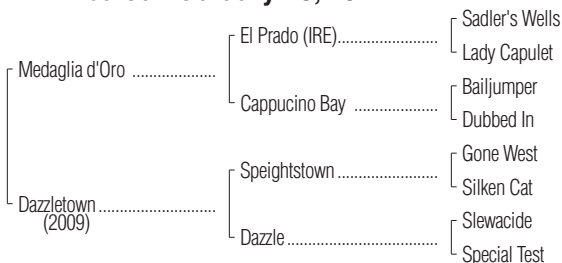 Sadler's Wells
El Prado (IRE)
Lady Capulet
Medaglia d'Oro
Bailjumper
Cappucino Bay
Dubbed In
Gone West
Speightstown
Silken Cat
Dazzletown
(2009)
Slewacide
Dazzle
Special Test